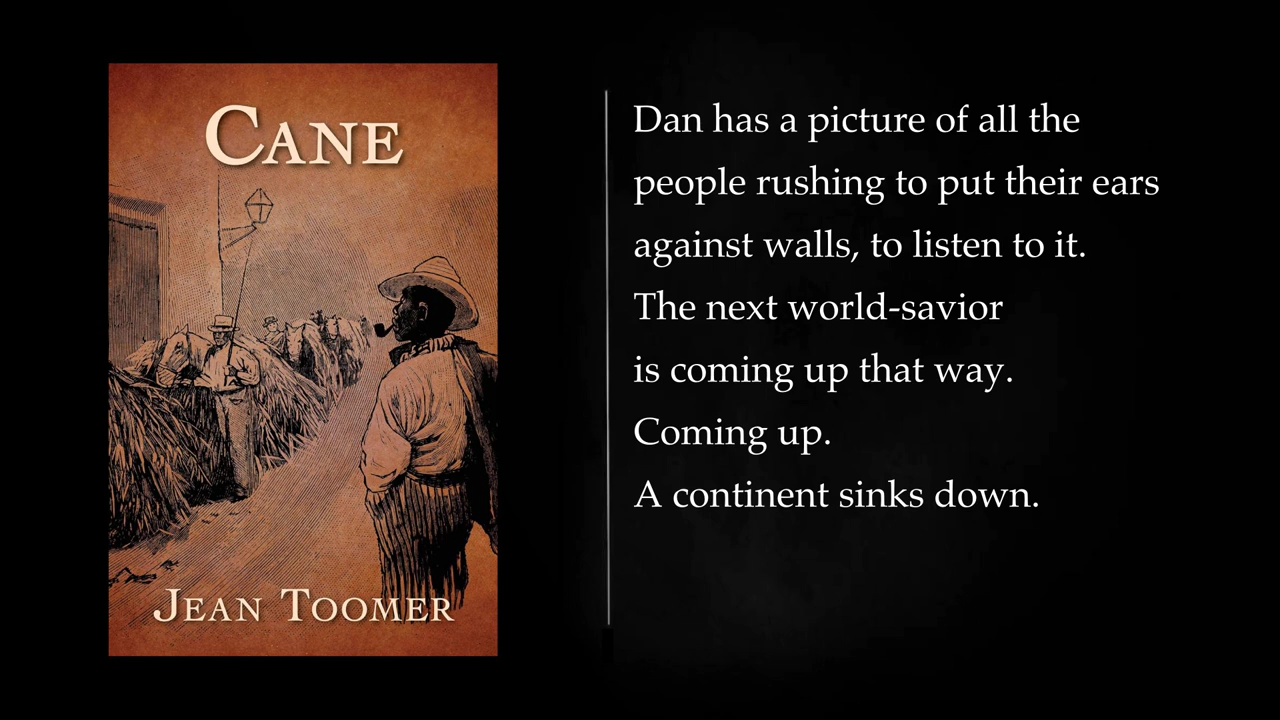 CANE
JEAN TOOMER
Dan has a picture of all the
people rushing to put their ears
against walls, to listen to it.
The next world-savior
is coming up that way.
Coming up.
A continent sinks down.